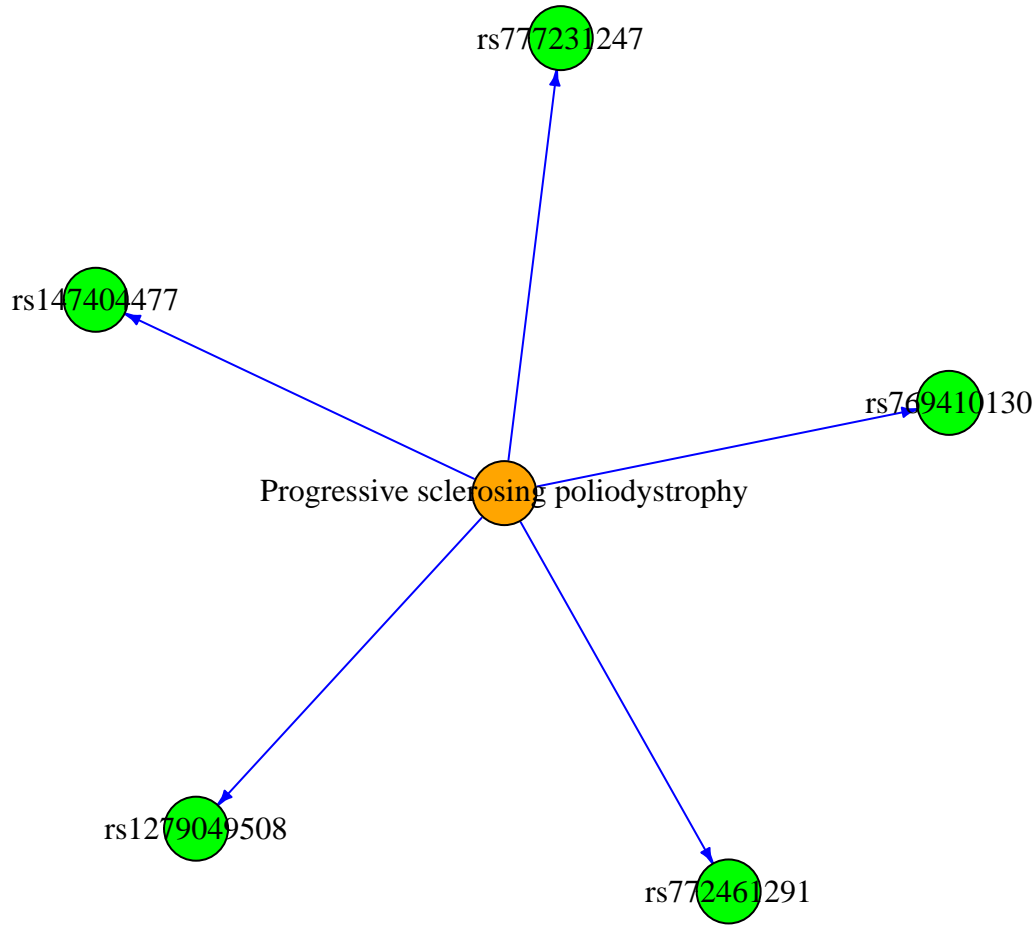 rs777231247
rs147404477
rs769410130
Progressive sclerosing poliodystrophy
rs1279049508
rs772461291